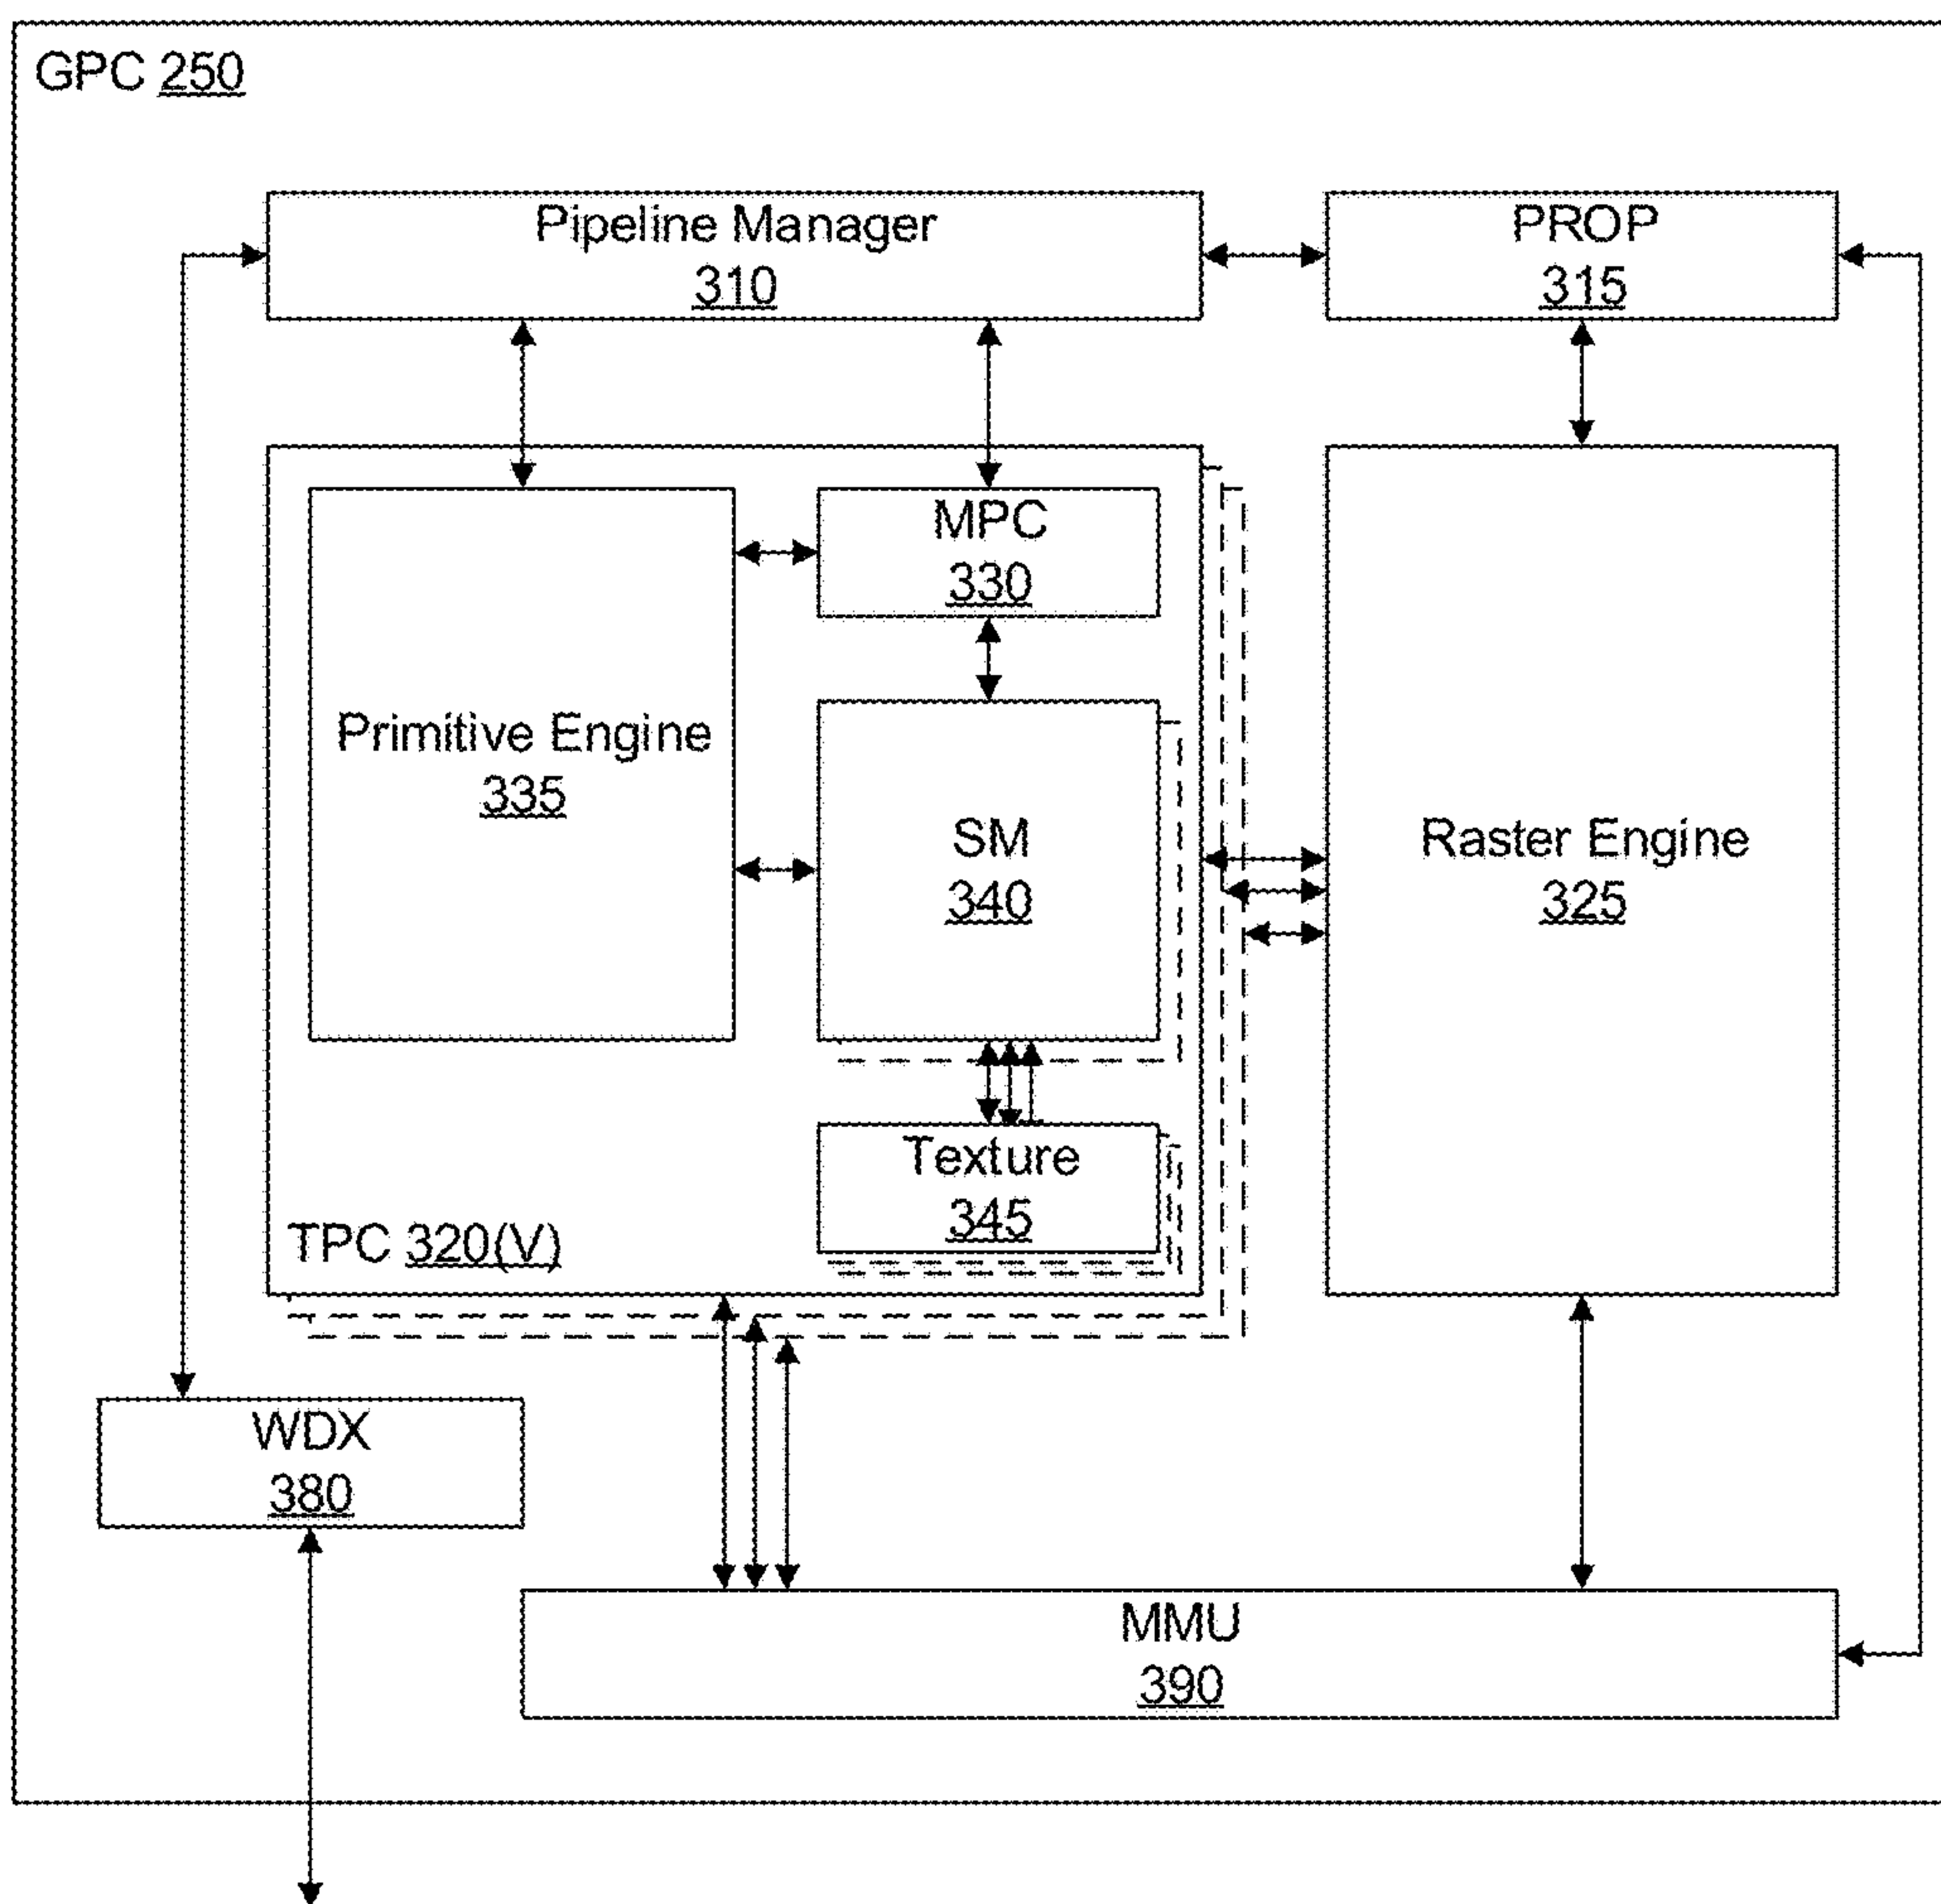 GPC 250
Pipeline Manager
310
PROP
315
MPC
330
Primitive Engine
335
SM
340
Raster Engine
325
Texture
345
TPC 320(V)
WDX
380
MMU
390